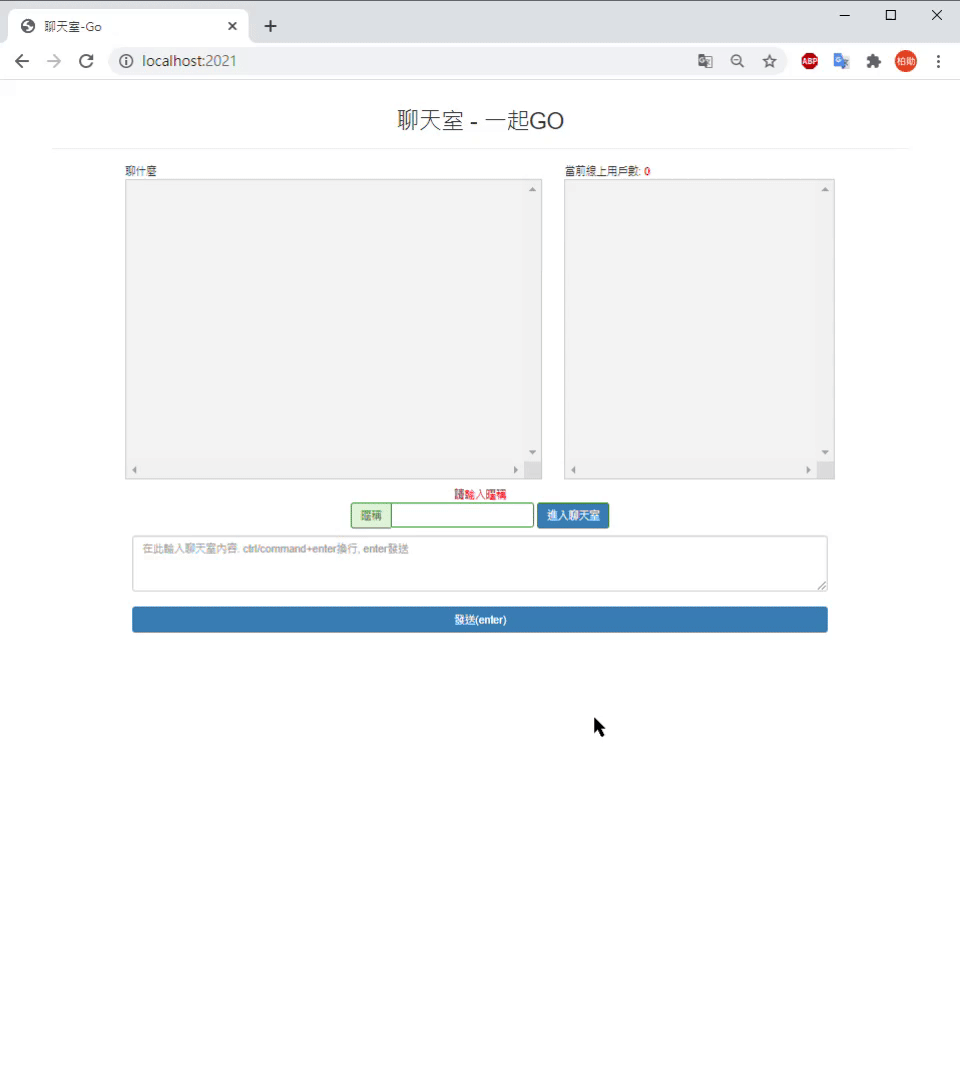 聊天室-Go
localhost:2021
ABP
柏勛
聊天室 - 一起GO
聊什麼
當前線上用戶數: 0
請輸入暱稱
暱稱
進入聊天室
在此輸入聊天室內容. ctrl/command+enter換行, enter發送
發送(enter)